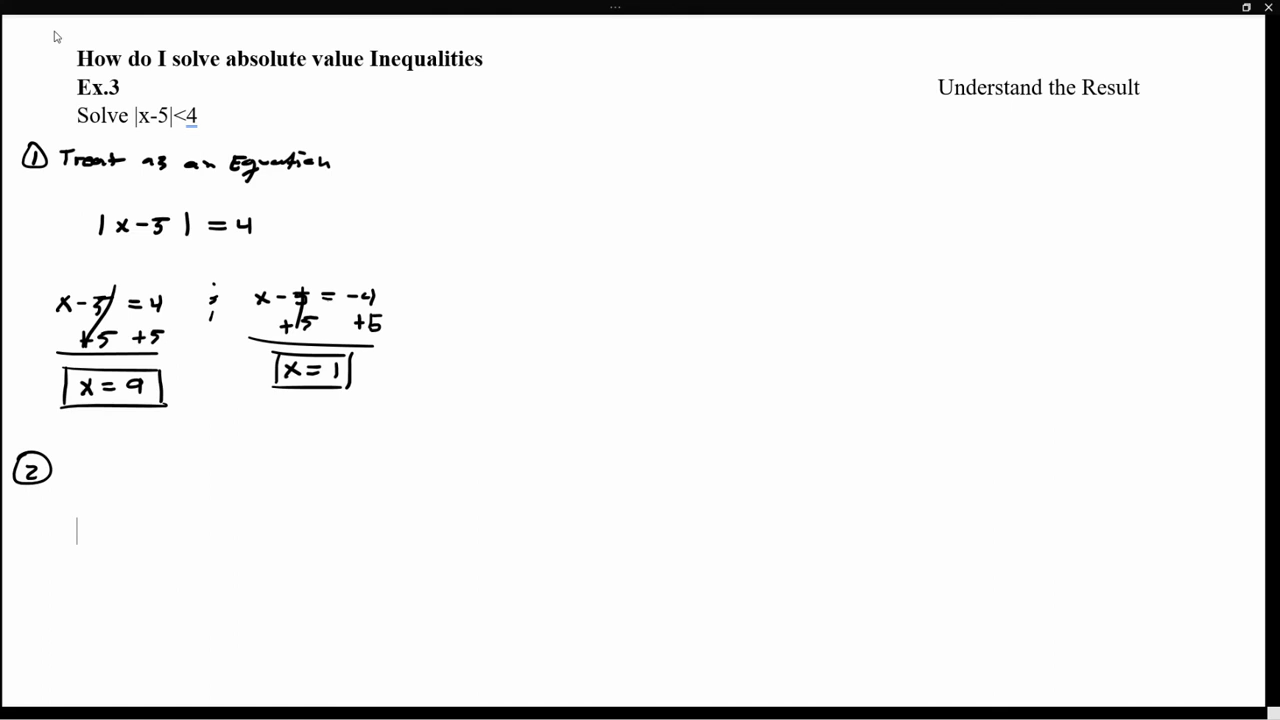 How do I solve absolute value Inequalities
Ex.3
Understand the Result
Solve |x-5|<4
① Treat as an Equation
|x-5| = 4
x-5 = 4 ; x-5 = -4
+5 +5 +5 +5
x = 9 x = 1
②